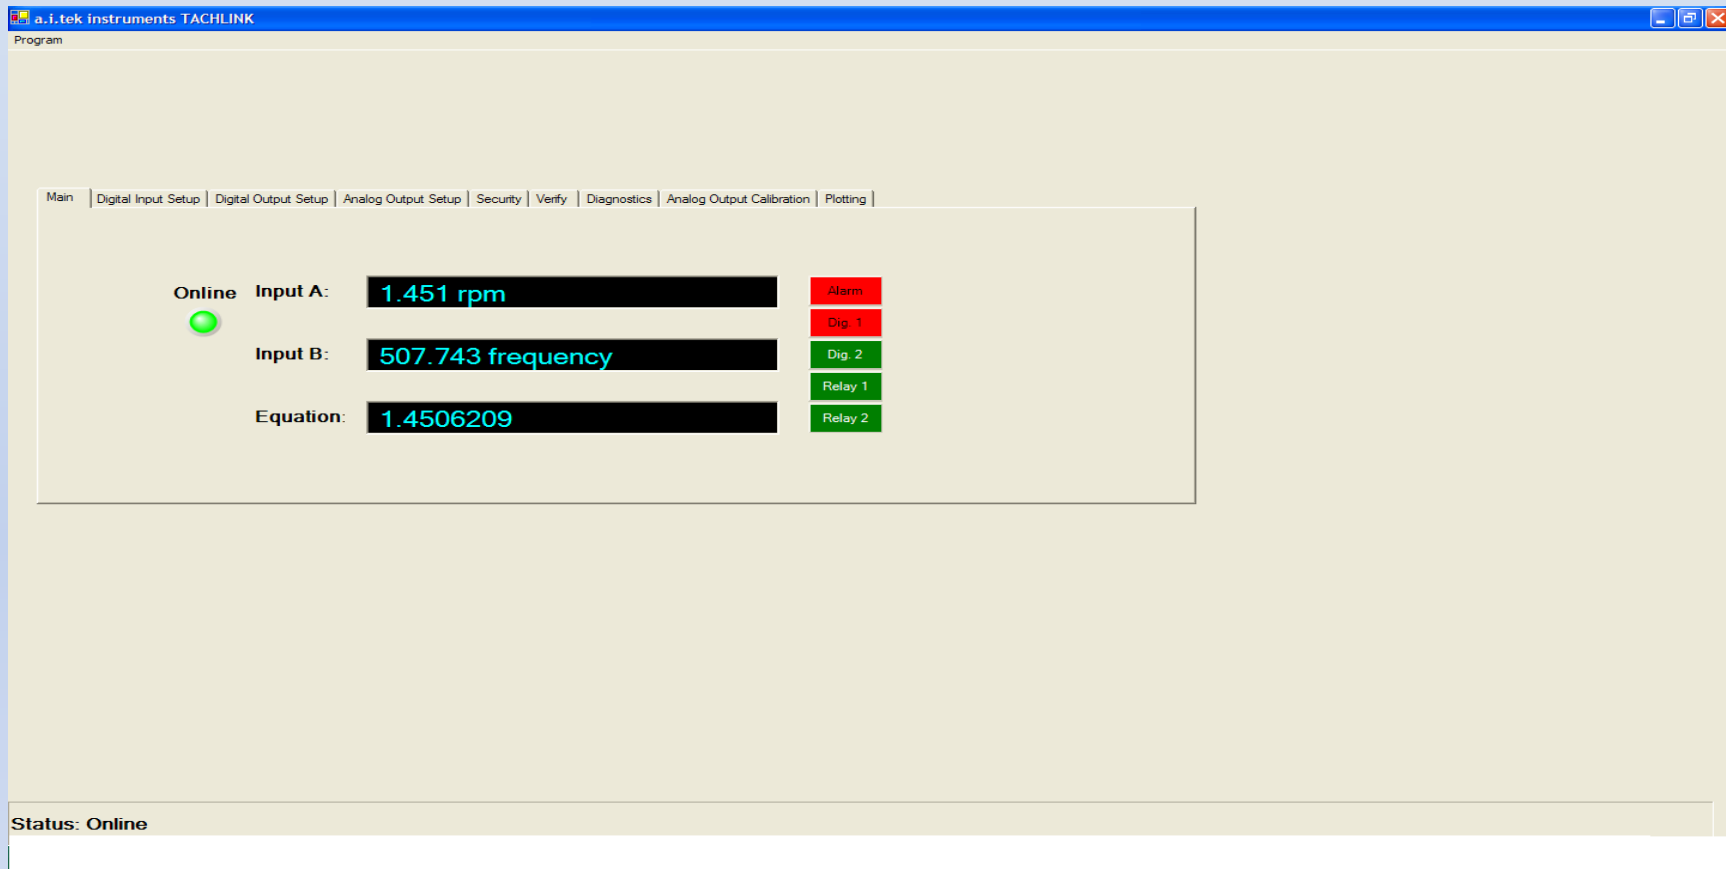 a.i.tek instruments TACHLINK
Program
Main Digital Input Setup Digital Output Setup Analog Output Setup Security Verify Diagnostics Analog Output Calibration Plotting
Online Input A: 1.451 rpm Alarm
Dig. 1
Input B: 507.743 frequency Dig. 2
Relay 1
Equation: 1.4506209 Relay 2
Status: Online